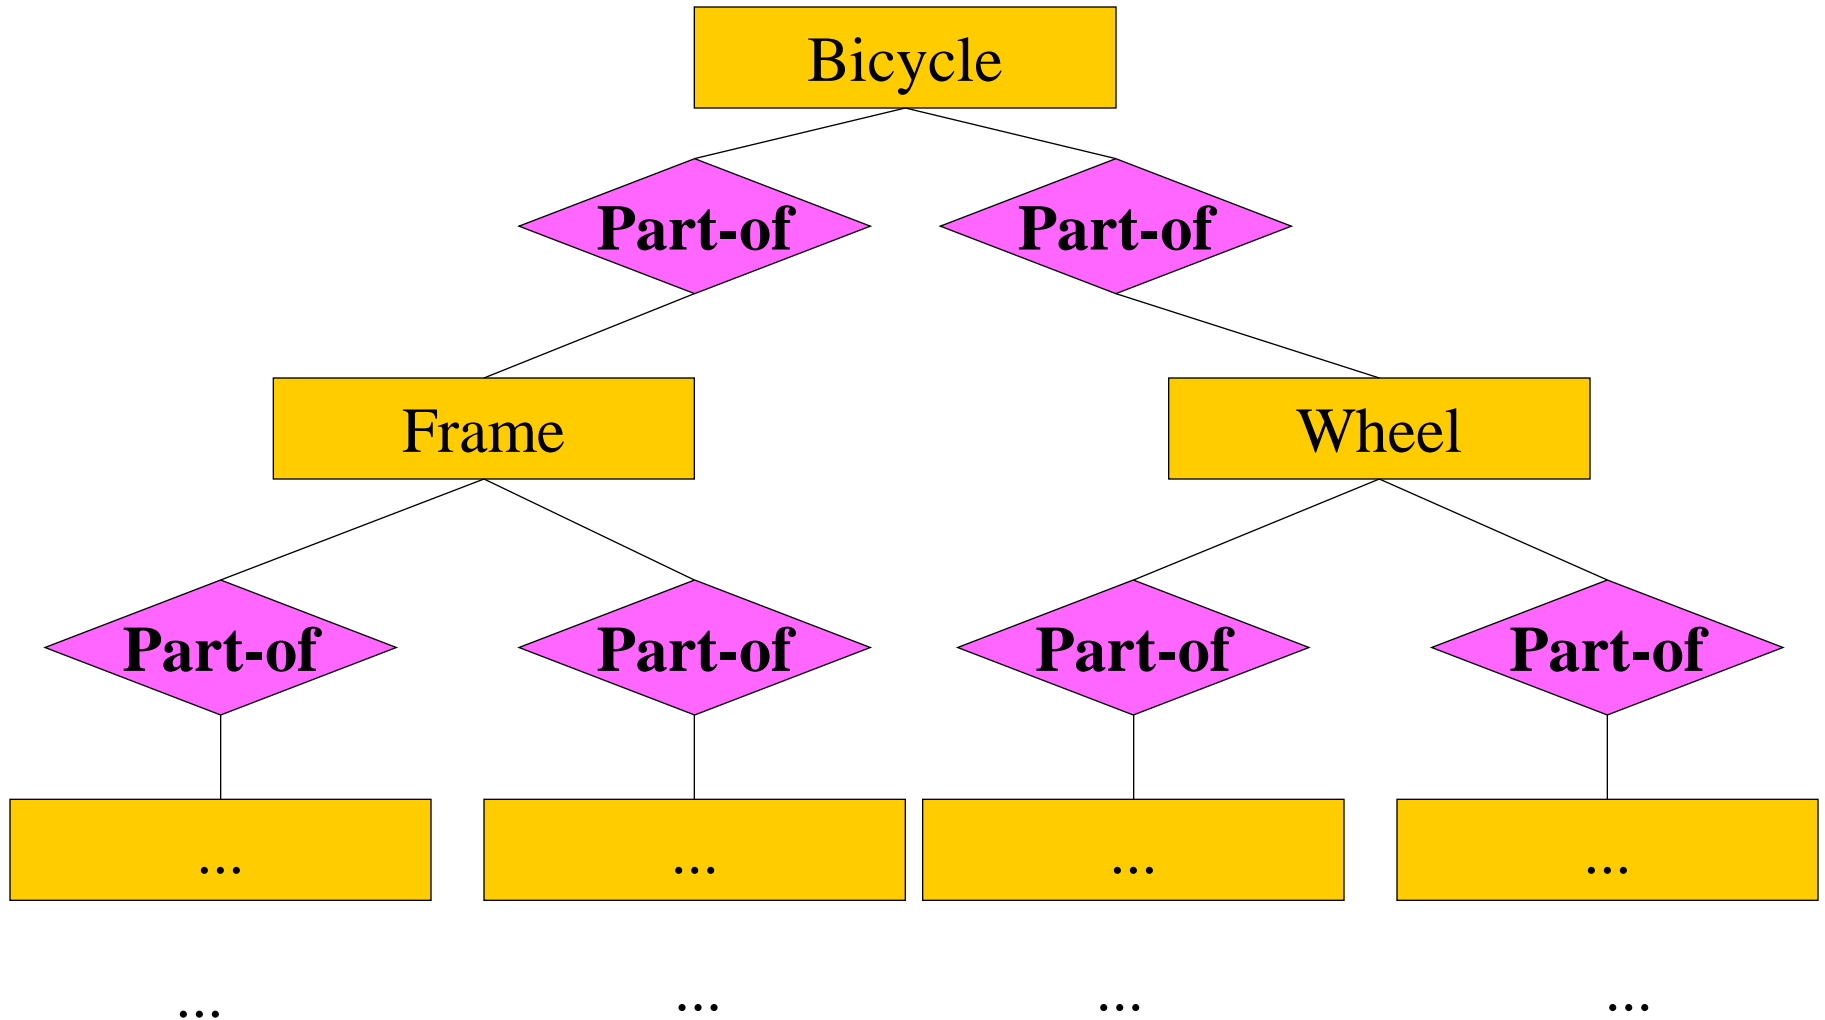 Bicycle
Part-of Part-of
Frame Wheel
Part-of Part-of Part-of Part-of
... ... ... ...
... ... ... ...